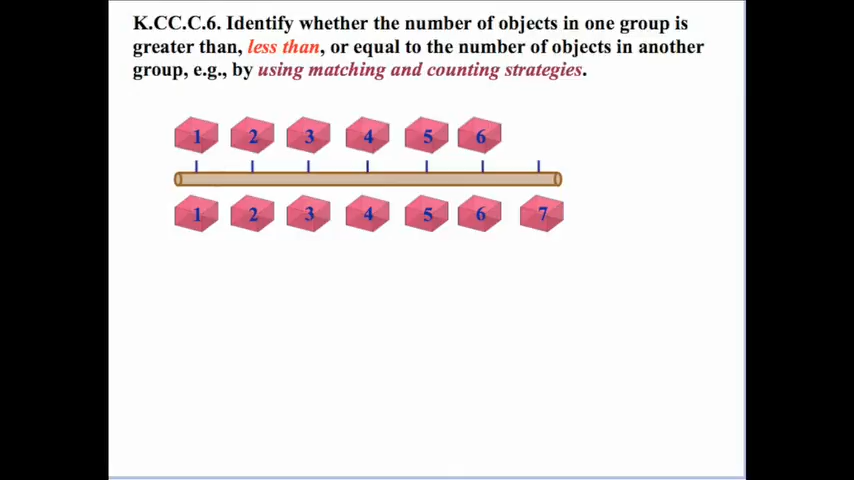 K.CC.C.6. Identify whether the number of objects in one group is
greater than, less than, or equal to the number of objects in another
group, e.g., by using matching and counting strategies.
1 2 3 4 5 6
1 2 3 4 5 6 7